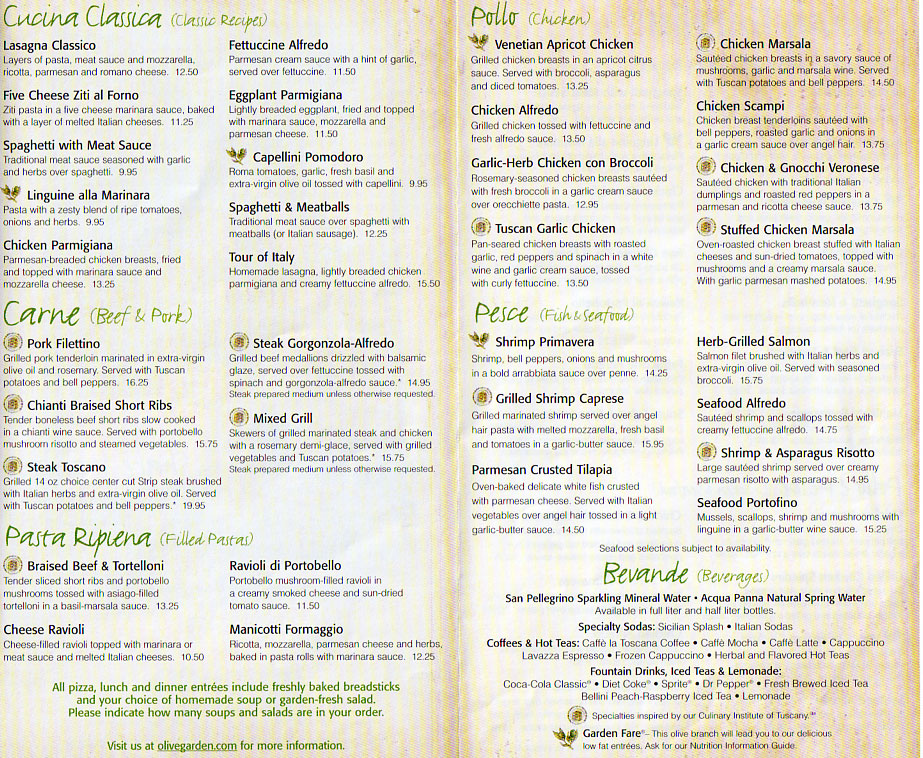 Cucina Classica (Classic Recipes)
Lasagna Classico
Layers of pasta, meat sauce and mozzarella,
ricotta, parmesan and romano cheese. 12.50
Five Cheese Ziti al Forno
Ziti pasta in a five cheese marinara sauce, baked
with a layer of melted Italian cheeses. 11.25
Spaghetti with Meat Sauce
Traditional meat sauce seasoned with garlic
and herbs over spaghetti. 9.95
Linguine alla Marinara
Pasta with a zesty blend of ripe tomatoes,
onions and herbs. 9.95
Chicken Parmigiana
Parmesan-breaded chicken breasts, fried
and topped with marinara sauce and
mozzarella cheese. 13.25
Fettuccine Alfredo
Parmesan cream sauce with a hint of garlic,
served over fettuccine. 11.50
Eggplant Parmigiana
Lightly breaded eggplant, fried and topped
with marinara sauce, mozzarella and
parmesan cheese. 11.50
Capellini Pomodoro
Roma tomatoes, garlic, fresh basil and
extra-virgin olive oil tossed with capellini. 9.95
Spaghetti & Meatballs
Traditional meat sauce over spaghetti with
meatballs (or Italian sausage). 12.25
Tour of Italy
Homemade lasagna, lightly breaded chicken
parmigiana and creamy fettuccine alfredo. 15.50
Carne (Beef & Pork)
Pork Filettino
Grilled pork tenderloin marinated in extra-virgin
olive oil and rosemary. Served with Tuscan
potatoes and bell peppers. 16.25
Chianti Braised Short Ribs
Tender boneless beef short ribs slow cooked
in a chianti wine sauce. Served with portobello
mushroom risotto and steamed vegetables. 15.75
Steak Toscano
Grilled 14 oz choice center cut Strip steak brushed
with Italian herbs and extra-virgin olive oil. Served
with Tuscan potatoes and bell peppers.* 19.95
Steak Gorgonzola-Alfredo
Grilled beef medallions drizzled with balsamic
glaze, served over fettuccine tossed with
spinach and gorgonzola-alfredo sauce.* 14.95
Steak prepared medium unless otherwise requested.
Mixed Grill
Skewers of grilled marinated steak and chicken
with a rosemary demi-glace, served with grilled
vegetables and Tuscan potatoes.* 15.75
Steak prepared medium unless otherwise requested.
Pasta Ripiena (Filled Pastas)
Braised Beef & Tortelloni
Tender sliced short ribs and portobello
mushrooms tossed with asiago-filled
tortelloni in a basil-marsala sauce. 13.25
Cheese Ravioli
Cheese-filled ravioli topped with marinara or
meat sauce and melted Italian cheeses. 10.50
Ravioli di Portobello
Portobello mushroom-filled ravioli in
a creamy smoked cheese and sun-dried
tomato sauce. 11.50
Manicotti Formaggio
Ricotta, mozzarella, parmesan cheese and herbs,
baked in pasta rolls with marinara sauce. 12.25
All pizza, lunch and dinner entrées include freshly baked breadsticks
and your choice of homemade soup or garden-fresh salad.
Please indicate how many soups and salads are in your order.
Visit us at olivegarden.com for more information.
Pollo (Chicken)
Venetian Apricot Chicken
Grilled chicken breasts in an apricot citrus
sauce. Served with broccoli, asparagus
and diced tomatoes. 13.25
Chicken Alfredo
Grilled chicken tossed with fettuccine and
fresh alfredo sauce. 13.50
Garlic-Herb Chicken con Broccoli
Rosemary-seasoned chicken breasts sautéed
with fresh broccoli in a garlic cream sauce
over orecchiette pasta. 12.95
Tuscan Garlic Chicken
Pan-seared chicken breasts with roasted
garlic, red peppers and spinach in a white
wine and garlic cream sauce, tossed
with curly fettuccine. 13.50
Chicken Marsala
Sautéed chicken breasts in a savory sauce of
mushrooms, garlic and marsala wine. Served
with Tuscan potatoes and bell peppers. 14.50
Chicken Scampi
Chicken breast tenderloins sautéed with
bell peppers, roasted garlic and onions in
a garlic cream sauce over angel hair. 13.75
Chicken & Gnocchi Veronese
Sautéed chicken with traditional Italian
dumplings and roasted red peppers in a
parmesan and ricotta cheese sauce. 13.75
Stuffed Chicken Marsala
Oven-roasted chicken breast stuffed with Italian
cheeses and sun-dried tomatoes, topped with
mushrooms and a creamy marsala sauce.
With garlic parmesan mashed potatoes. 14.95
Pesce (Fish & Seafood)
Shrimp Primavera
Shrimp, bell peppers, onions and mushrooms
in a bold arrabbiata sauce over penne. 14.25
Grilled Shrimp Caprese
Grilled marinated shrimp served over angel
hair pasta with melted mozzarella, fresh basil
and tomatoes in a garlic-butter sauce. 15.95
Parmesan Crusted Tilapia
Oven-baked delicate white fish crusted
with parmesan cheese. Served with Italian
vegetables over angel hair tossed in a light
garlic-butter sauce. 14.50
Herb-Grilled Salmon
Salmon filet brushed with Italian herbs and
extra-virgin olive oil. Served with seasoned
broccoli. 15.75
Seafood Alfredo
Sautéed shrimp and scallops tossed with
creamy fettuccine alfredo. 14.75
Shrimp & Asparagus Risotto
Large sautéed shrimp served over creamy
parmesan risotto with asparagus. 14.95
Seafood Portofino
Mussels, scallops, shrimp and mushrooms with
linguine in a garlic-butter wine sauce. 15.25
Seafood selections subject to availability.
Bevande (Beverages)
San Pellegrino Sparkling Mineral Water • Acqua Panna Natural Spring Water
Available in full liter and half liter bottles.
Specialty Sodas: Sicilian Splash • Italian Sodas
Coffees & Hot Teas: Caffè la Toscana Coffee • Caffè Mocha • Caffè Latte • Cappuccino
Lavazza Espresso • Frozen Cappuccino • Herbal and Flavored Hot Teas
Fountain Drinks, Iced Teas & Lemonade:
Coca-Cola Classic® • Diet Coke® • Sprite® • Dr Pepper® • Fresh Brewed Iced Tea
Bellini Peach-Raspberry Iced Tea • Lemonade
Specialties inspired by our Culinary Institute of Tuscany.℠
Garden Fare®– This olive branch will lead you to our delicious
low fat entrées. Ask for our Nutrition Information Guide.